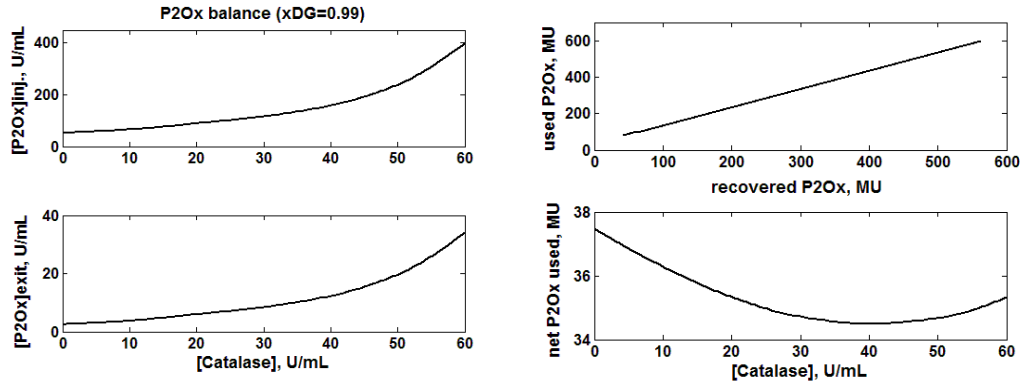 P2Ox balance (xDG=0.99)
[P2Ox]inj., U/mL
400
200
0
0 10 20 30 40 50 60
[P2Ox]exit, U/mL
40
20
0
0 10 20 30 40 50 60
[Catalase], U/mL
used P2Ox, MU
600
400
200
0
0 100 200 300 400 500 600
recovered P2Ox, MU
net P2Ox used, MU
38
36
34
0 10 20 30 40 50 60
[Catalase], U/mL